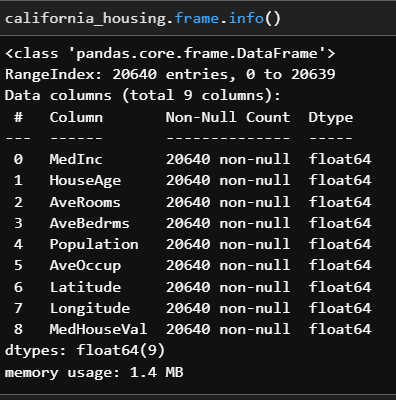 california_housing.frame.info()
<class 'pandas.core.frame.DataFrame'>
RangeIndex: 20640 entries, 0 to 20639
Data columns (total 9 columns):
 #   Column       Non-Null Count  Dtype
---  ------       --------------  -----
 0   MedInc       20640 non-null  float64
 1   HouseAge     20640 non-null  float64
 2   AveRooms     20640 non-null  float64
 3   AveBedrms    20640 non-null  float64
 4   Population   20640 non-null  float64
 5   AveOccup     20640 non-null  float64
 6   Latitude     20640 non-null  float64
 7   Longitude    20640 non-null  float64
 8   MedHouseVal  20640 non-null  float64
dtypes: float64(9)
memory usage: 1.4 MB